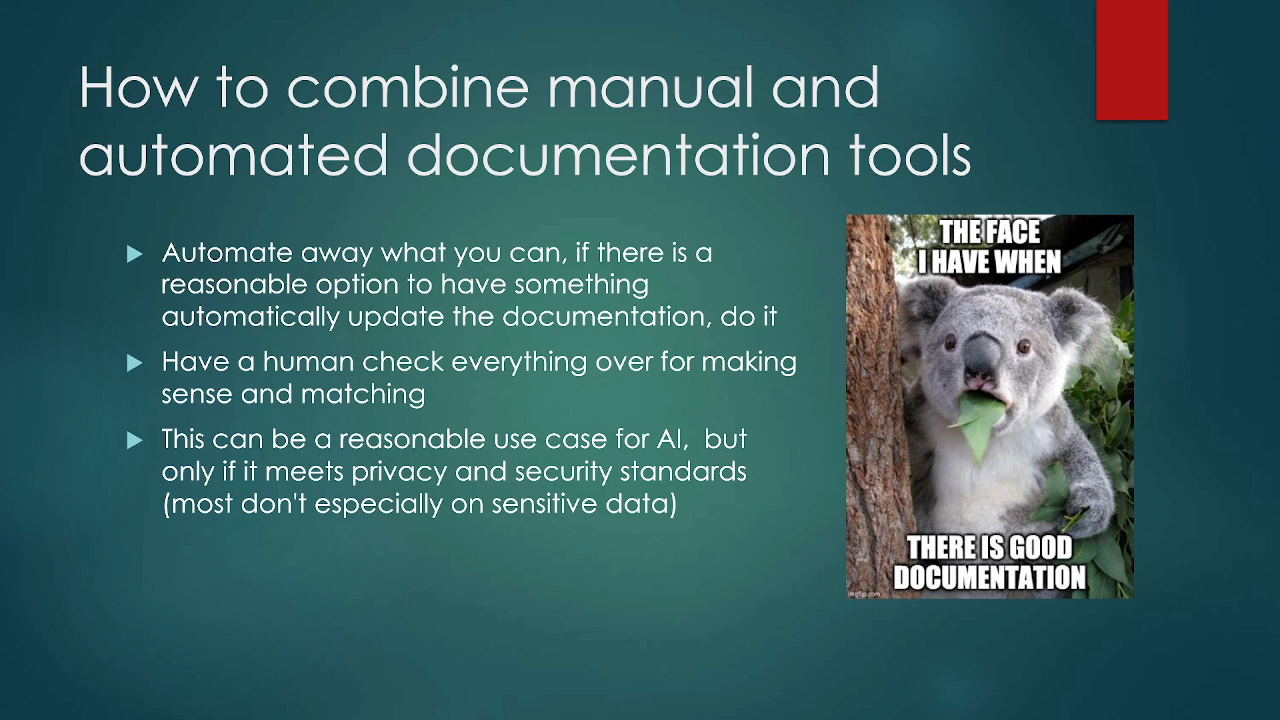 How to combine manual and
automated documentation tools
Automate away what you can, if there is a
reasonable option to have something
automatically update the documentation, do it
Have a human check everything over for making
sense and matching
This can be a reasonable use case for AI,  but
only if it meets privacy and security standards
(most don't especially on sensitive data)
THE FACE
I HAVE WHEN
THERE IS GOOD
DOCUMENTATION
imgflip.com